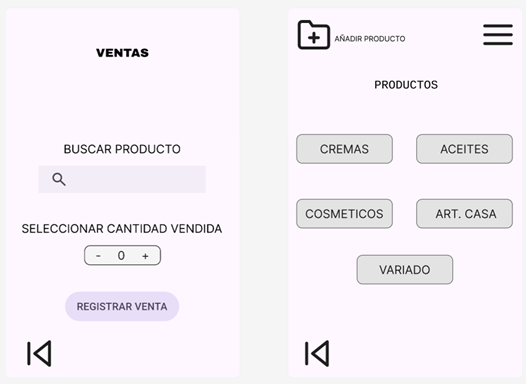 VENTAS
BUSCAR PRODUCTO
SELECCIONAR CANTIDAD VENDIDA
- 0 +
REGISTRAR VENTA
AÑADIR PRODUCTO
PRODUCTOS
CREMAS
ACEITES
COSMETICOS
ART. CASA
VARIADO